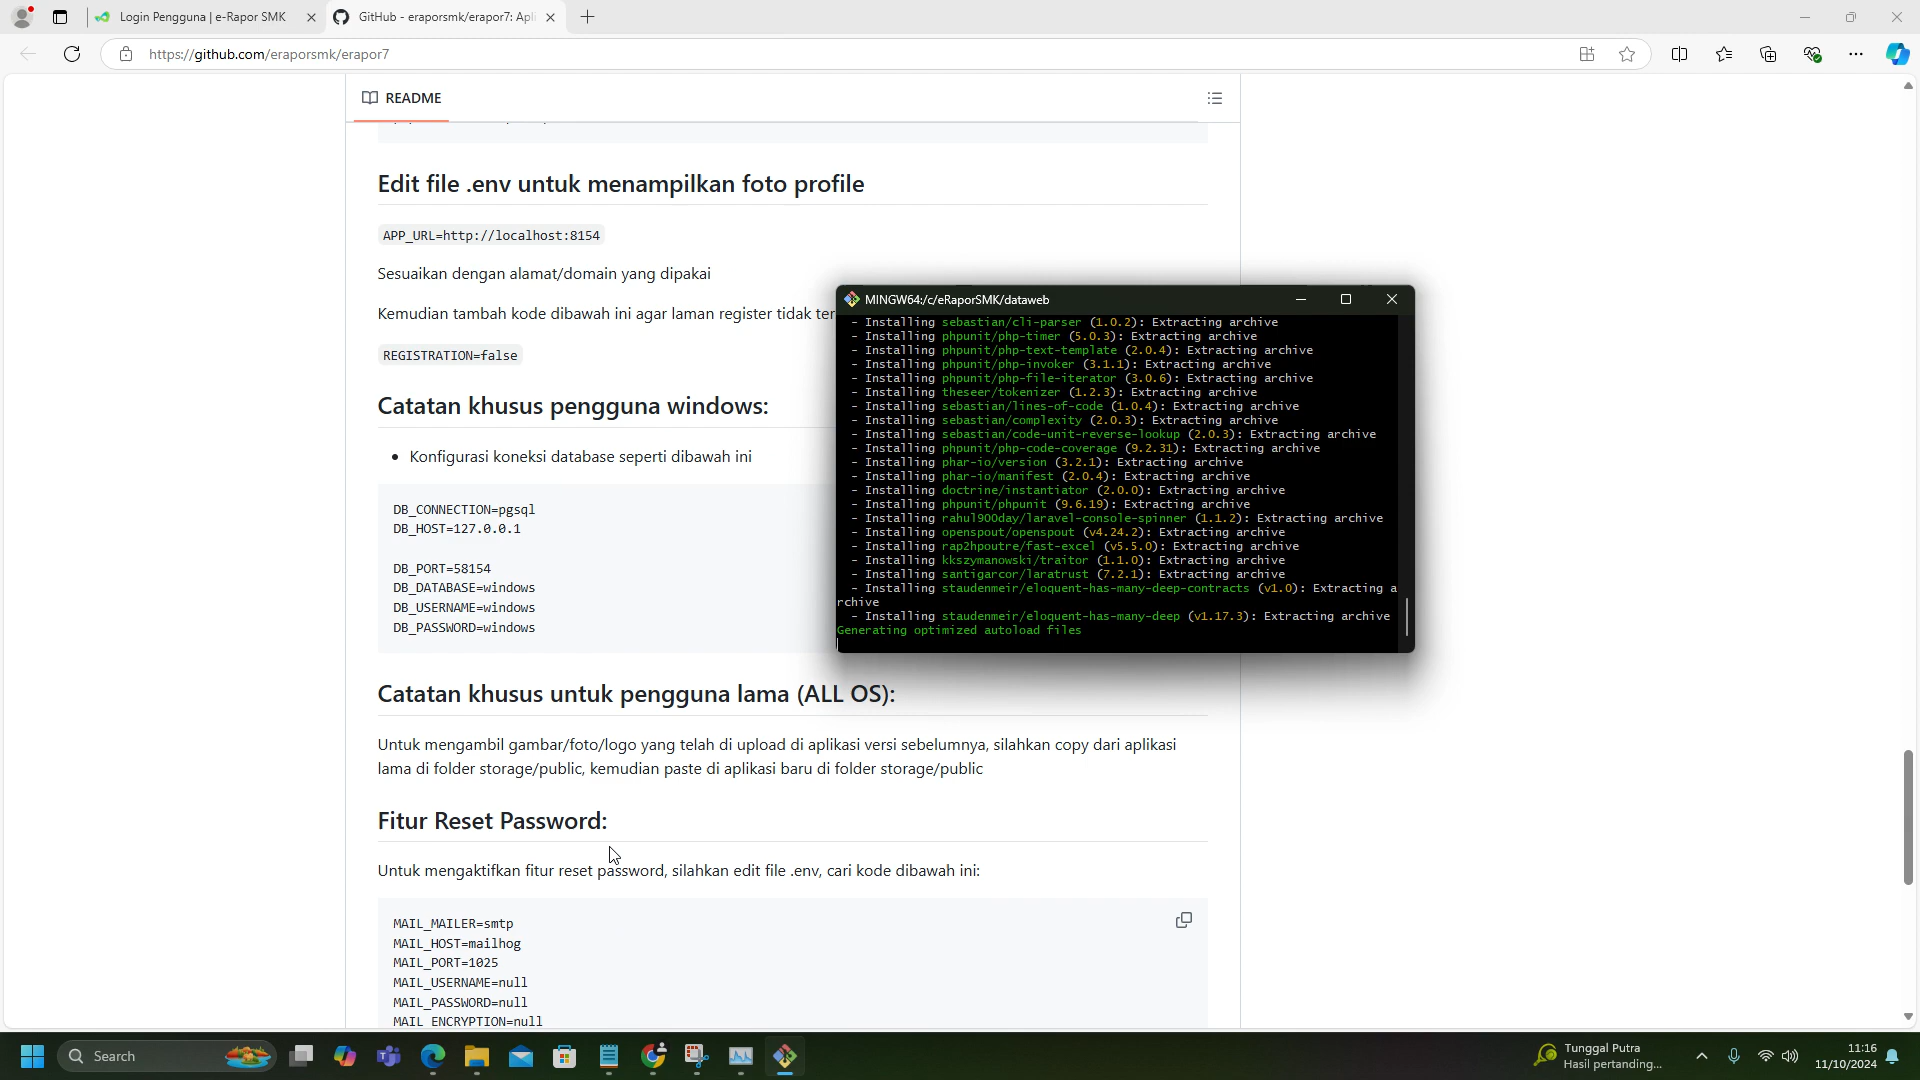 Login Pengguna | e-Rapor SMK
GitHub - eraporsmk/erapor7: Apli
https://github.com/eraporsmk/erapor7
README
Edit file .env untuk menampilkan foto profile
APP_URL=http://localhost:8154
Sesuaikan dengan alamat/domain yang dipakai
Kemudian tambah kode dibawah ini agar laman register tidak ter
REGISTRATION=false
Catatan khusus pengguna windows:
Konfigurasi koneksi database seperti dibawah ini
DB_CONNECTION=pgsql
DB_HOST=127.0.0.1
DB_PORT=58154
DB_DATABASE=windows
DB_USERNAME=windows
DB_PASSWORD=windows
MINGW64:/c/eRaporSMK/dataweb
- Installing sebastian/cli-parser (1.0.2): Extracting archive
- Installing phpunit/php-timer (5.0.3): Extracting archive
- Installing phpunit/php-text-template (2.0.4): Extracting archive
- Installing phpunit/php-invoker (3.1.1): Extracting archive
- Installing phpunit/php-file-iterator (3.0.6): Extracting archive
- Installing theseer/tokenizer (1.2.3): Extracting archive
- Installing sebastian/lines-of-code (1.0.4): Extracting archive
- Installing sebastian/complexity (2.0.3): Extracting archive
- Installing sebastian/code-unit-reverse-lookup (2.0.3): Extracting archive
- Installing phpunit/php-code-coverage (9.2.31): Extracting archive
- Installing phar-io/version (3.2.1): Extracting archive
- Installing phar-io/manifest (2.0.4): Extracting archive
- Installing doctrine/instantiator (2.0.0): Extracting archive
- Installing phpunit/phpunit (9.6.19): Extracting archive
- Installing rahul900day/laravel-console-spinner (1.1.2): Extracting archive
- Installing openspout/openspout (v4.24.2): Extracting archive
- Installing rap2hpoutre/fast-excel (v5.5.0): Extracting archive
- Installing kkszymanowski/traitor (1.1.0): Extracting archive
- Installing santigarcor/laratrust (7.2.1): Extracting archive
- Installing staudenmeir/eloquent-has-many-deep-contracts (v1.0): Extracting a
rchive
- Installing staudenmeir/eloquent-has-many-deep (v1.17.3): Extracting archive
Generating optimized autoload files
Catatan khusus untuk pengguna lama (ALL OS):
Untuk mengambil gambar/foto/logo yang telah di upload di aplikasi versi sebelumnya, silahkan copy dari aplikasi
lama di folder storage/public, kemudian paste di aplikasi baru di folder storage/public
Fitur Reset Password:
Untuk mengaktifkan fitur reset password, silahkan edit file .env, cari kode dibawah ini:
MAIL_MAILER=smtp
MAIL_HOST=mailhog
MAIL_PORT=1025
MAIL_USERNAME=null
MAIL_PASSWORD=null
MAIL_ENCRYPTION=null
Search
Tunggal Putra
Hasil pertanding...
11:16
11/10/2024